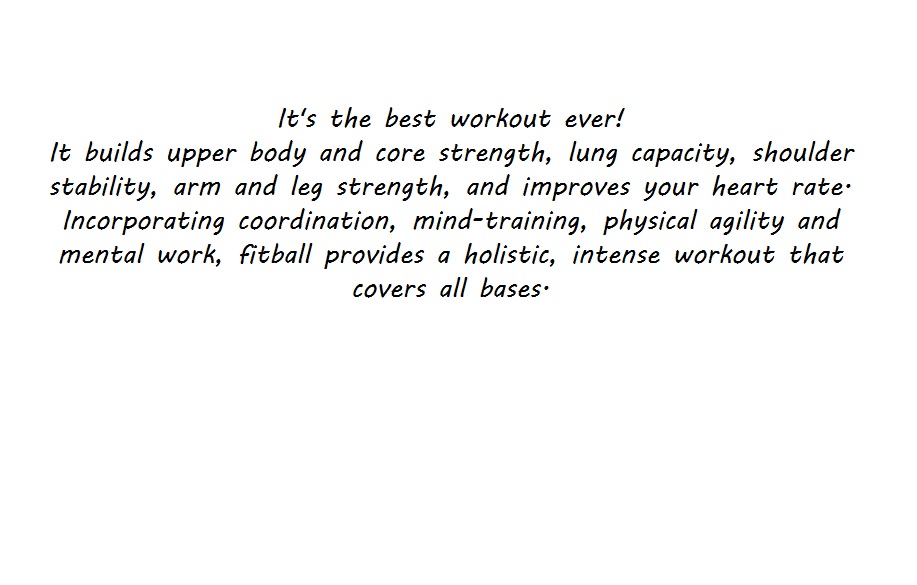 It's the best workout ever!
It builds upper body and core strength, lung capacity, shoulder
stability, arm and leg strength, and improves your heart rate.
Incorporating coordination, mind-training, physical agility and
mental work, fitball provides a holistic, intense workout that
covers all bases.